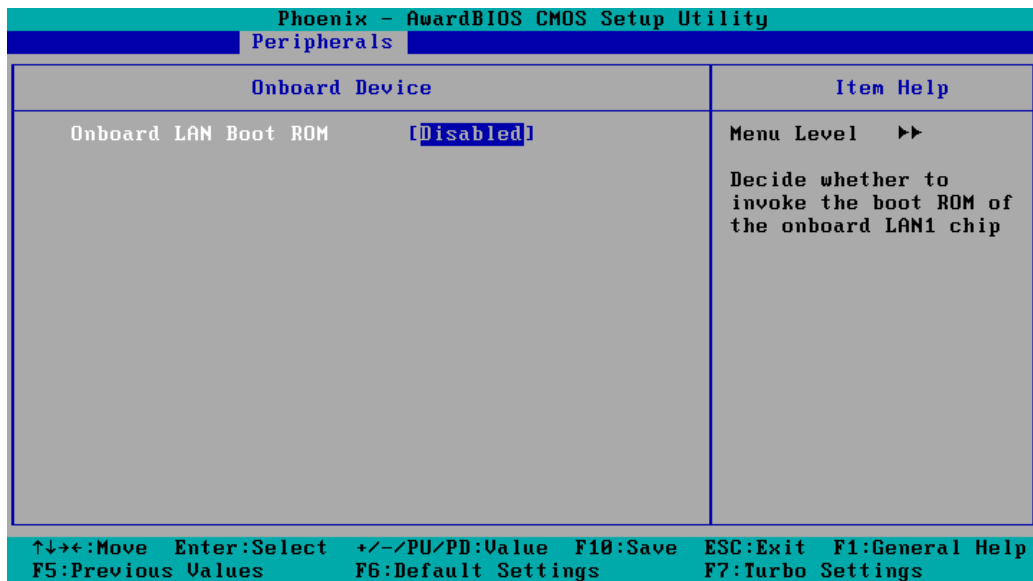 Phoenix - AwardBIOS CMOS Setup Utility
Peripherals
Onboard Device
Item Help
Onboard LAN Boot ROM [Disabled]
Menu Level ►►
Decide whether to
invoke the boot ROM of
the onboard LAN1 chip
↑↓→←:Move Enter:Select +/-/PU/PD:Value F10:Save ESC:Exit F1:General Help
F5:Previous Values F6:Default Settings F7:Turbo Settings